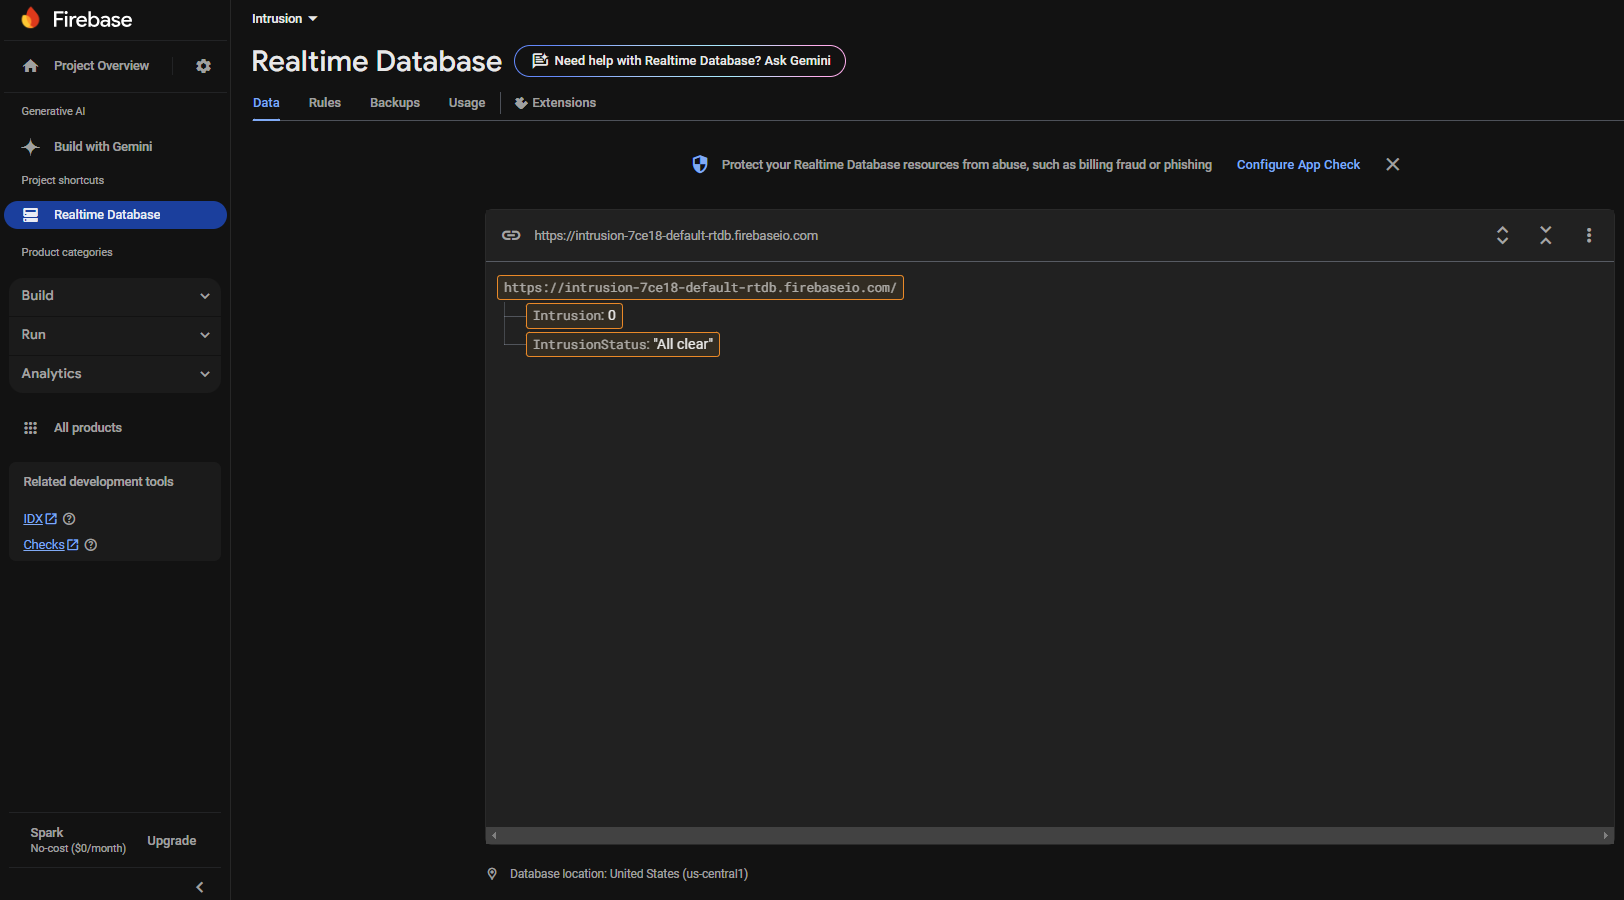 Firebase
Project Overview
Generative AI
Build with Gemini
Project shortcuts
Realtime Database
Product categories
Build
Run
Analytics
All products
Related development tools
IDX
Checks
Spark
No-cost ($0/month)
Upgrade
Intrusion
Realtime Database
Need help with Realtime Database? Ask Gemini
Data Rules Backups Usage Extensions
Protect your Realtime Database resources from abuse, such as billing fraud or phishing Configure App Check
https://intrusion-7ce18-default-rtdb.firebaseio.com
https://intrusion-7ce18-default-rtdb.firebaseio.com/
Intrusion: 0
IntrusionStatus: "All clear"
Database location: United States (us-central1)